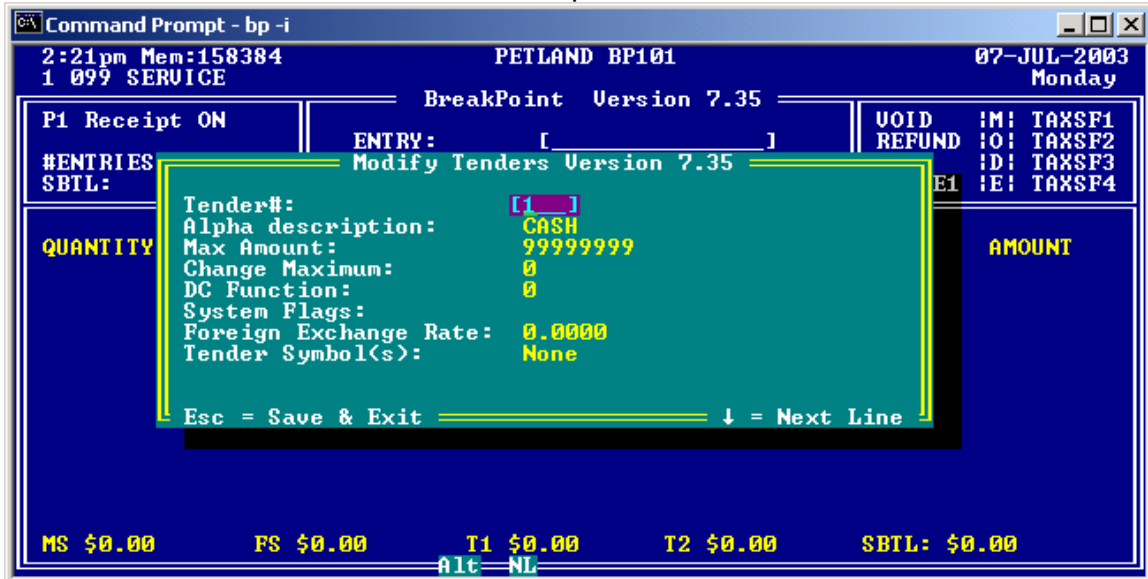 Command Prompt - bp -i
2:21pm Mem:158384 PETLAND BP101 07-JUL-2003
1 099 SERVICE Monday
BreakPoint Version 7.35
P1 Receipt ON VOID |M| TAXSF1
ENTRY: [_______________] REFUND |O| TAXSF2
#ENTRIES Modify Tenders Version 7.35 |D| TAXSF3
SBTL: E1 |E| TAXSF4
Tender#: [1__]
Alpha description: CASH
QUANTITY Max Amount: 99999999 AMOUNT
Change Maximum: 0
DC Function: 0
System Flags:
Foreign Exchange Rate: 0.0000
Tender Symbol(s): None
Esc = Save & Exit ↓ = Next Line
MS $0.00 FS $0.00 T1 $0.00 T2 $0.00 SBTL: $0.00
Alt NL